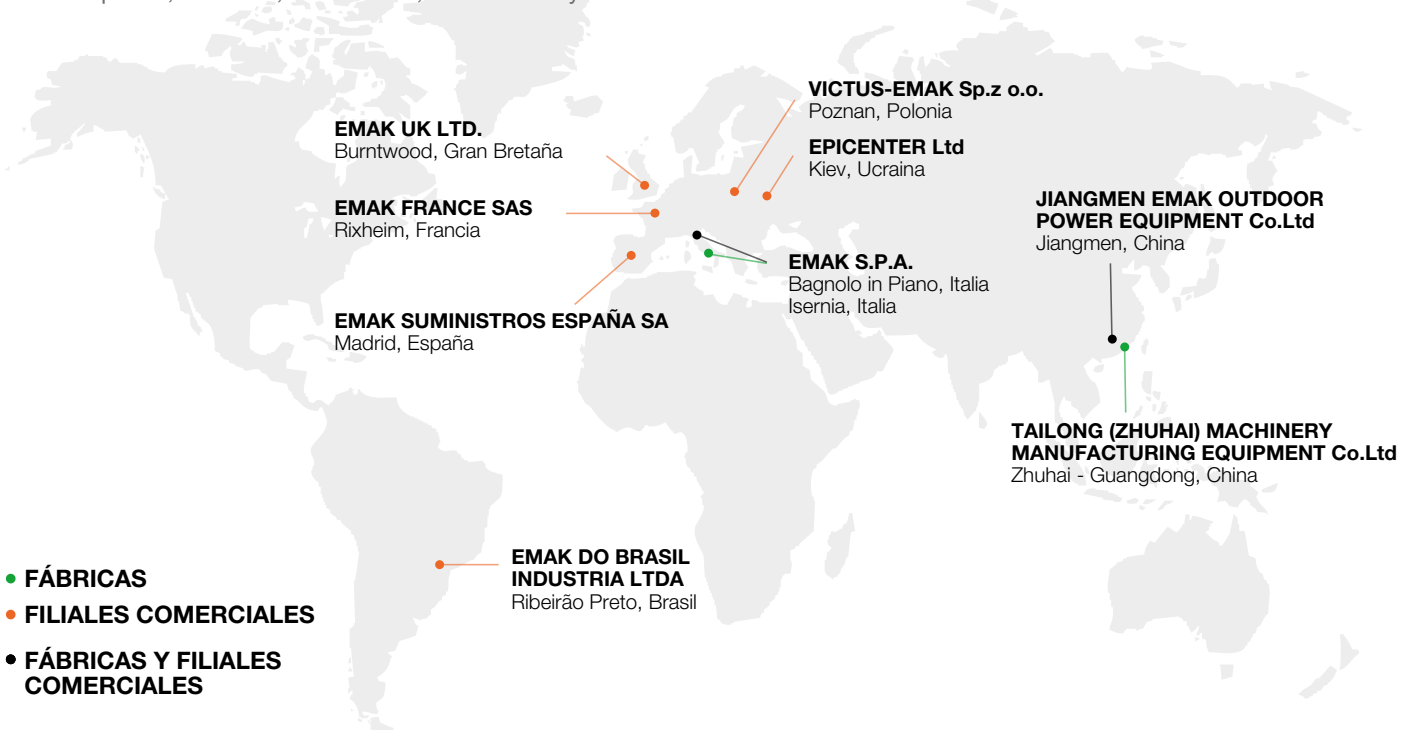 VICTUS-EMAK Sp.z o.o.
Poznan, Polonia
EMAK UK LTD.
Burntwood, Gran Bretaña
EPICENTER Ltd
Kiev, Ucraina
EMAK FRANCE SAS
Rixheim, Francia
JIANGMEN EMAK OUTDOOR
POWER EQUIPMENT Co.Ltd
Jiangmen, China
EMAK S.P.A.
Bagnolo in Piano, Italia
Isernia, Italia
EMAK SUMINISTROS ESPAÑA SA
Madrid, España
TAILONG (ZHUHAI) MACHINERY
MANUFACTURING EQUIPMENT Co.Ltd
Zhuhai - Guangdong, China
EMAK DO BRASIL
INDUSTRIA LTDA
Ribeirão Preto, Brasil
FÁBRICAS
FILIALES COMERCIALES
FÁBRICAS Y FILIALES
COMERCIALES